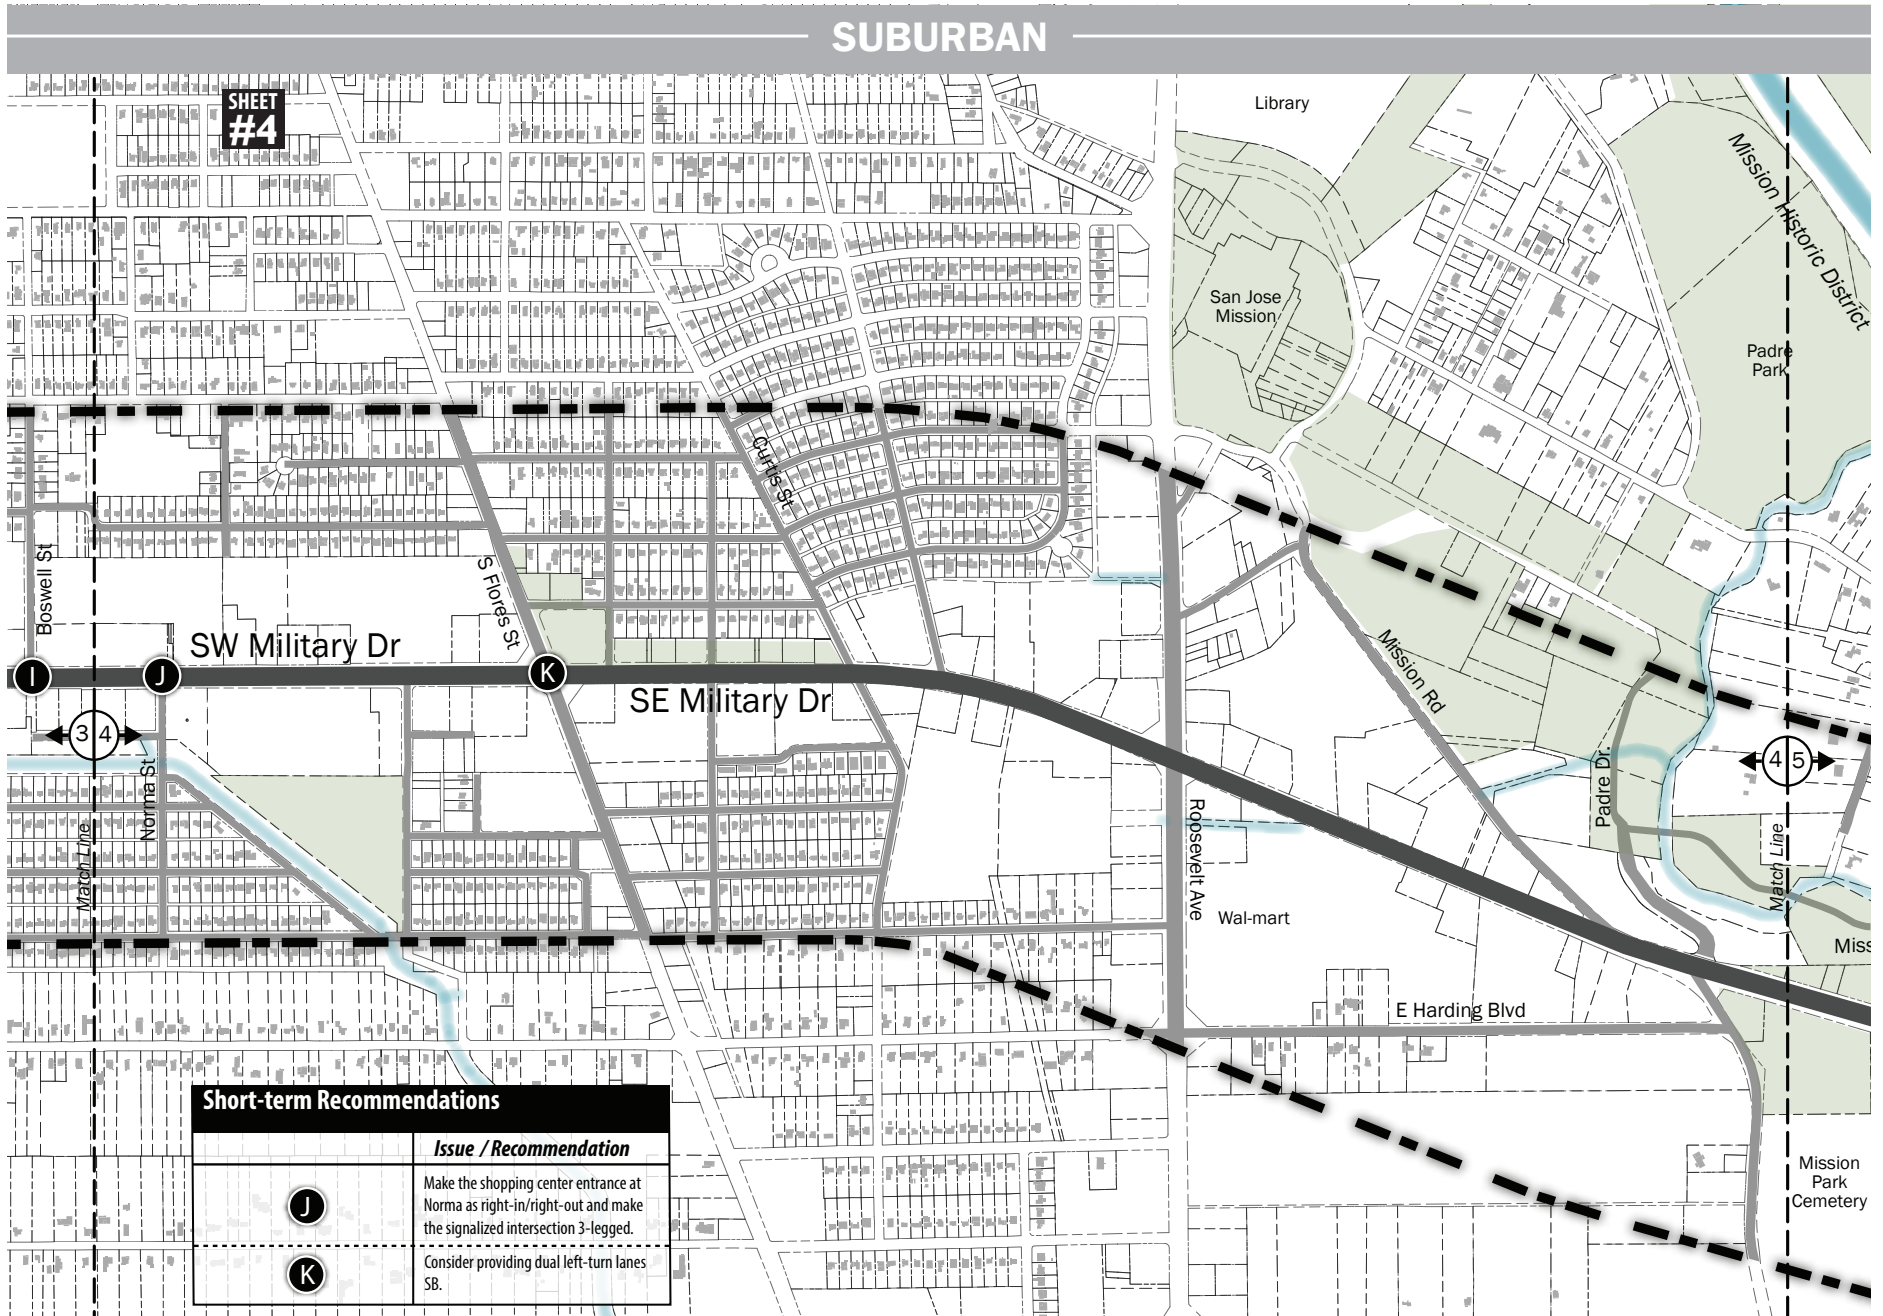 SUBURBAN
SHEET
#4
Library
Mission Historic District
San Jose
Mission
Padre
Park
Curtis St
Boswell St
S Flores St
SW Military Dr
Mission Rd
I
J
K
SE Military Dr
3 4
4 5
Norma St
Padre Dr.
Match Line
Match Line
Roosevelt Ave
Wal-mart
Miss
E Harding Blvd
Short-term Recommendations
Issue / Recommendation
J
Make the shopping center entrance at
Norma as right-in/right-out and make
the signalized intersection 3-legged.
K
Consider providing dual left-turn lanes
SB.
Mission
Park
Cemetery